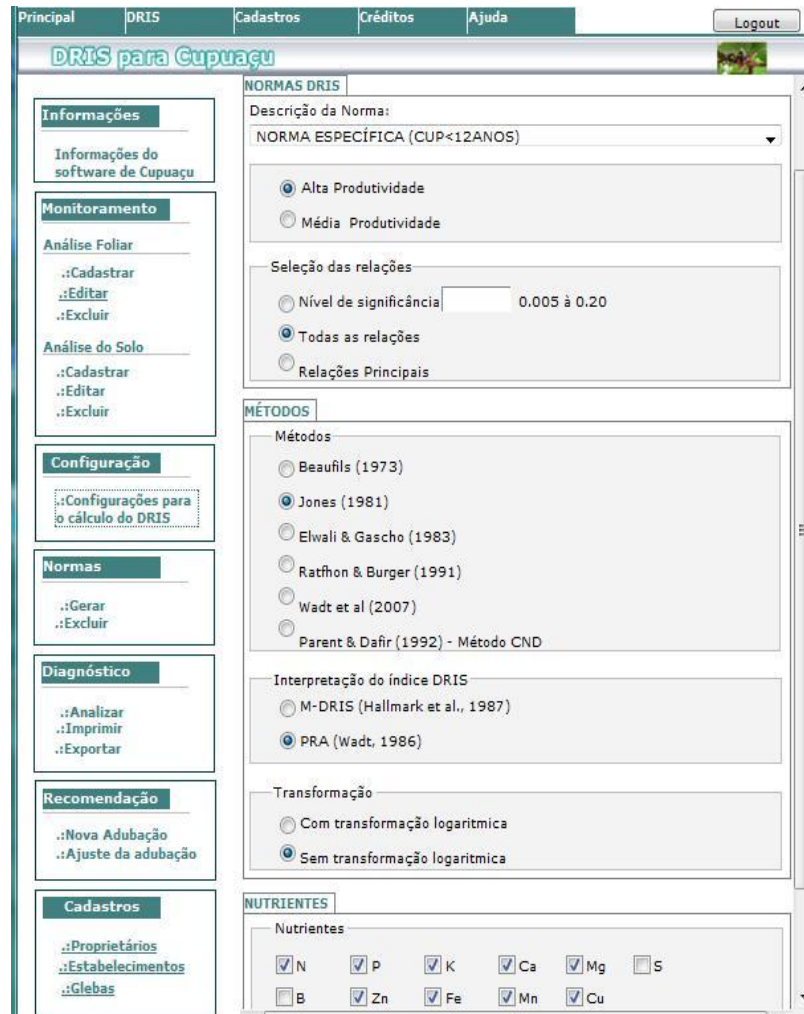 Principal DRIS Cadastros Créditos Ajuda
Logout
DRIS para Cupuaçu
Informações
Informações do
software de Cupuaçu
Monitoramento
Análise Foliar
.:Cadastrar
.:Editar
.:Excluir
Análise do Solo
.:Cadastrar
.:Editar
.:Excluir
Configuração
.:Configurações para
o cálculo do DRIS
Normas
.:Gerar
.:Excluir
Diagnóstico
.:Analizar
.:Imprimir
.:Exportar
Recomendação
.:Nova Adubação
.:Ajuste da adubação
Cadastros
.:Proprietários
.:Estabelecimentos
.:Glebas
NORMAS DRIS
Descrição da Norma:
NORMA ESPECÍFICA (CUP<12ANOS)
Alta Produtividade
Média Produtividade
Seleção das relações
Nível de significância 0.005 à 0.20
Todas as relações
Relações Principais
MÉTODOS
Métodos
Beaufils (1973)
Jones (1981)
Elwali & Gascho (1983)
Ratfhon & Burger (1991)
Wadt et al (2007)
Parent & Dafir (1992) - Método CND
Interpretação do índice DRIS
M-DRIS (Hallmark et al., 1987)
PRA (Wadt, 1986)
Transformação
Com transformação logaritmica
Sem transformação logaritmica
NUTRIENTES
Nutrientes
N P K Ca Mg S
B Zn Fe Mn Cu